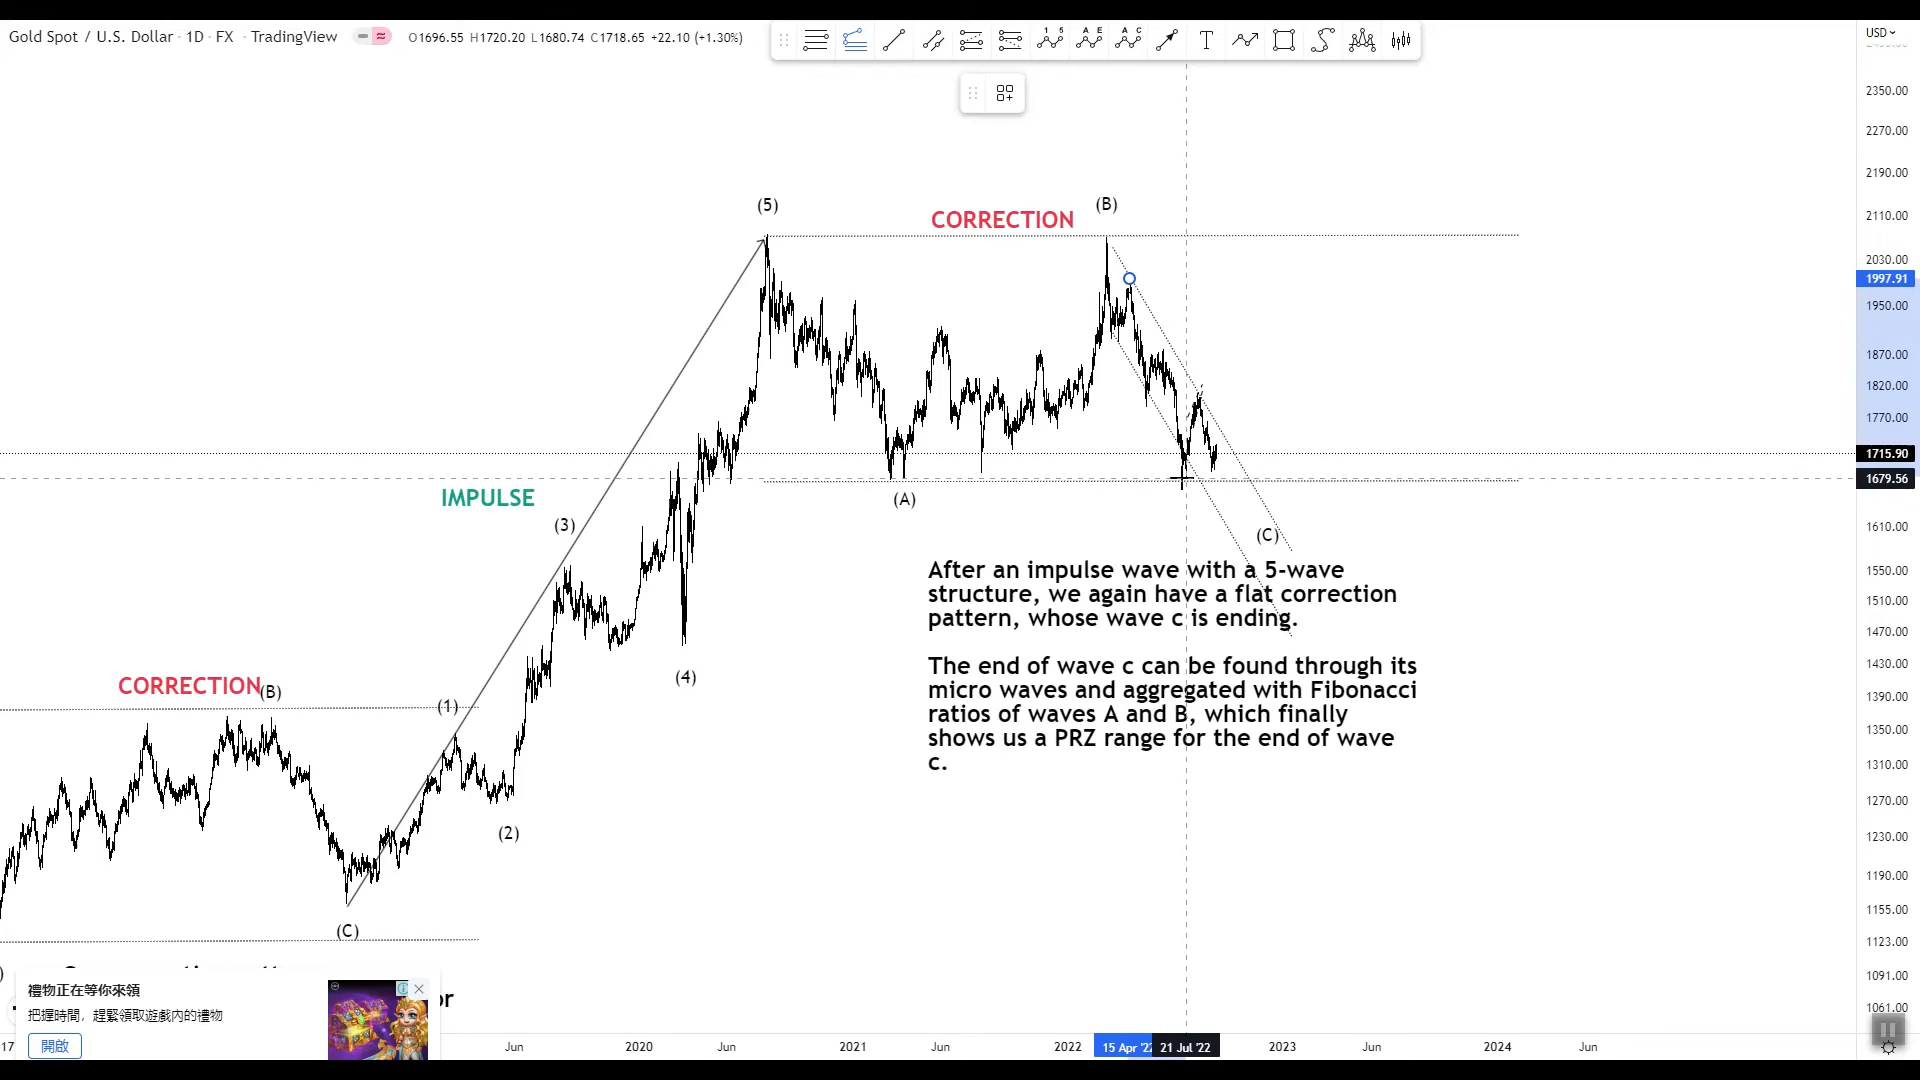 Gold Spot / U.S. Dollar · 1D · FX · TradingView
O1696.55 H1720.20 L1680.74 C1718.65 +22.10 (+1.30%)
USD
2350.00
2270.00
2190.00
2110.00
2030.00
1997.91
1950.00
1870.00
1820.00
1770.00
1715.90
1679.56
1610.00
1550.00
1510.00
1470.00
1430.00
1390.00
1350.00
1310.00
1270.00
1230.00
1190.00
1155.00
1123.00
1091.00
1061.00
(5)
CORRECTION
(B)
IMPULSE
(3)
(A)
(C)
After an impulse wave with a 5-wave
structure, we again have a flat correction
pattern, whose wave c is ending.
The end of wave c can be found through its
micro waves and aggregated with Fibonacci
ratios of waves A and B, which finally
shows us a PRZ range for the end of wave
c.
(4)
CORRECTION
(B)
(1)
(2)
(C)
禮物正在等你來領
把握時間，趕緊領取遊戲内的禮物
開啟
or
17
Jun
2020
Jun
2021
Jun
2022
15 Apr '22
21 Jul '22
2023
Jun
2024
Jun